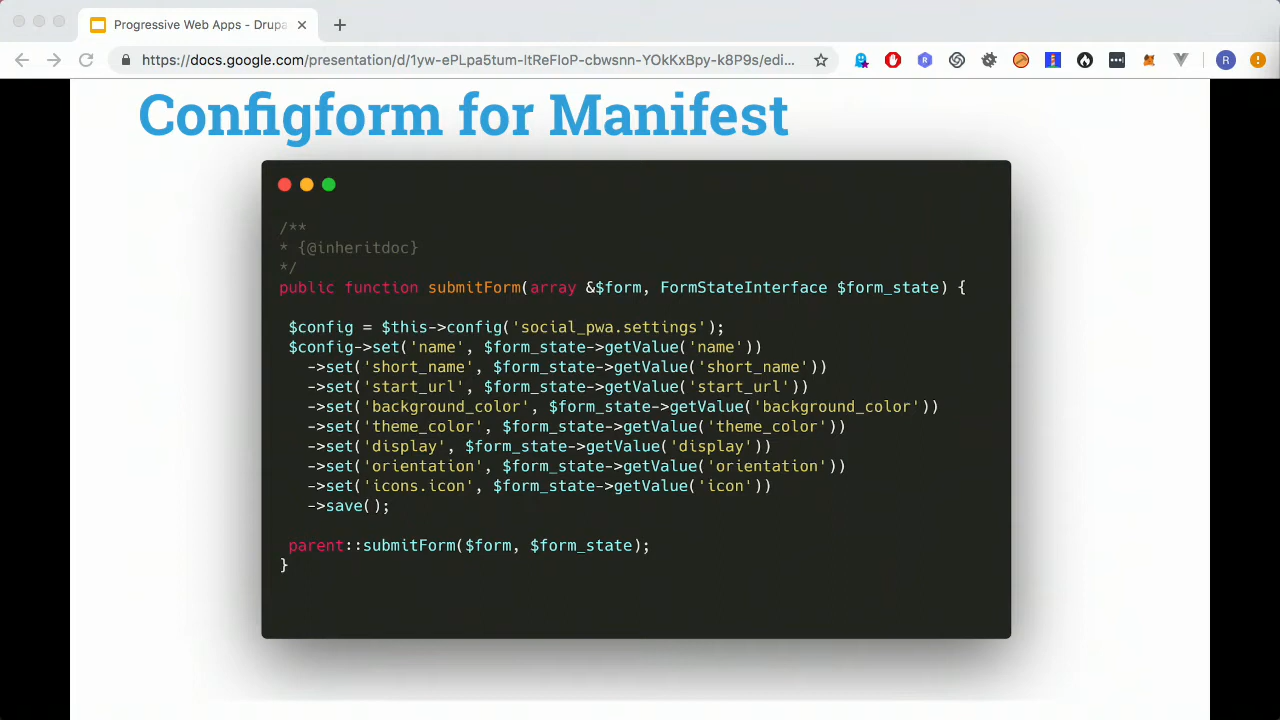 Progressive Web Apps - Drupa
https://docs.google.com/presentation/d/1yw-ePLpa5tum-ltReFIoP-cbwsnn-YOkKxBpy-k8P9s/edi...
R
R
Configform for Manifest
/**
* {@inheritdoc}
*/
public function submitForm(array &$form, FormStateInterface $form_state) {
$config = $this->config('social_pwa.settings');
$config->set('name', $form_state->getValue('name'))
->set('short_name', $form_state->getValue('short_name'))
->set('start_url', $form_state->getValue('start_url'))
->set('background_color', $form_state->getValue('background_color'))
->set('theme_color', $form_state->getValue('theme_color'))
->set('display', $form_state->getValue('display'))
->set('orientation', $form_state->getValue('orientation'))
->set('icons.icon', $form_state->getValue('icon'))
->save();
parent::submitForm($form, $form_state);
}